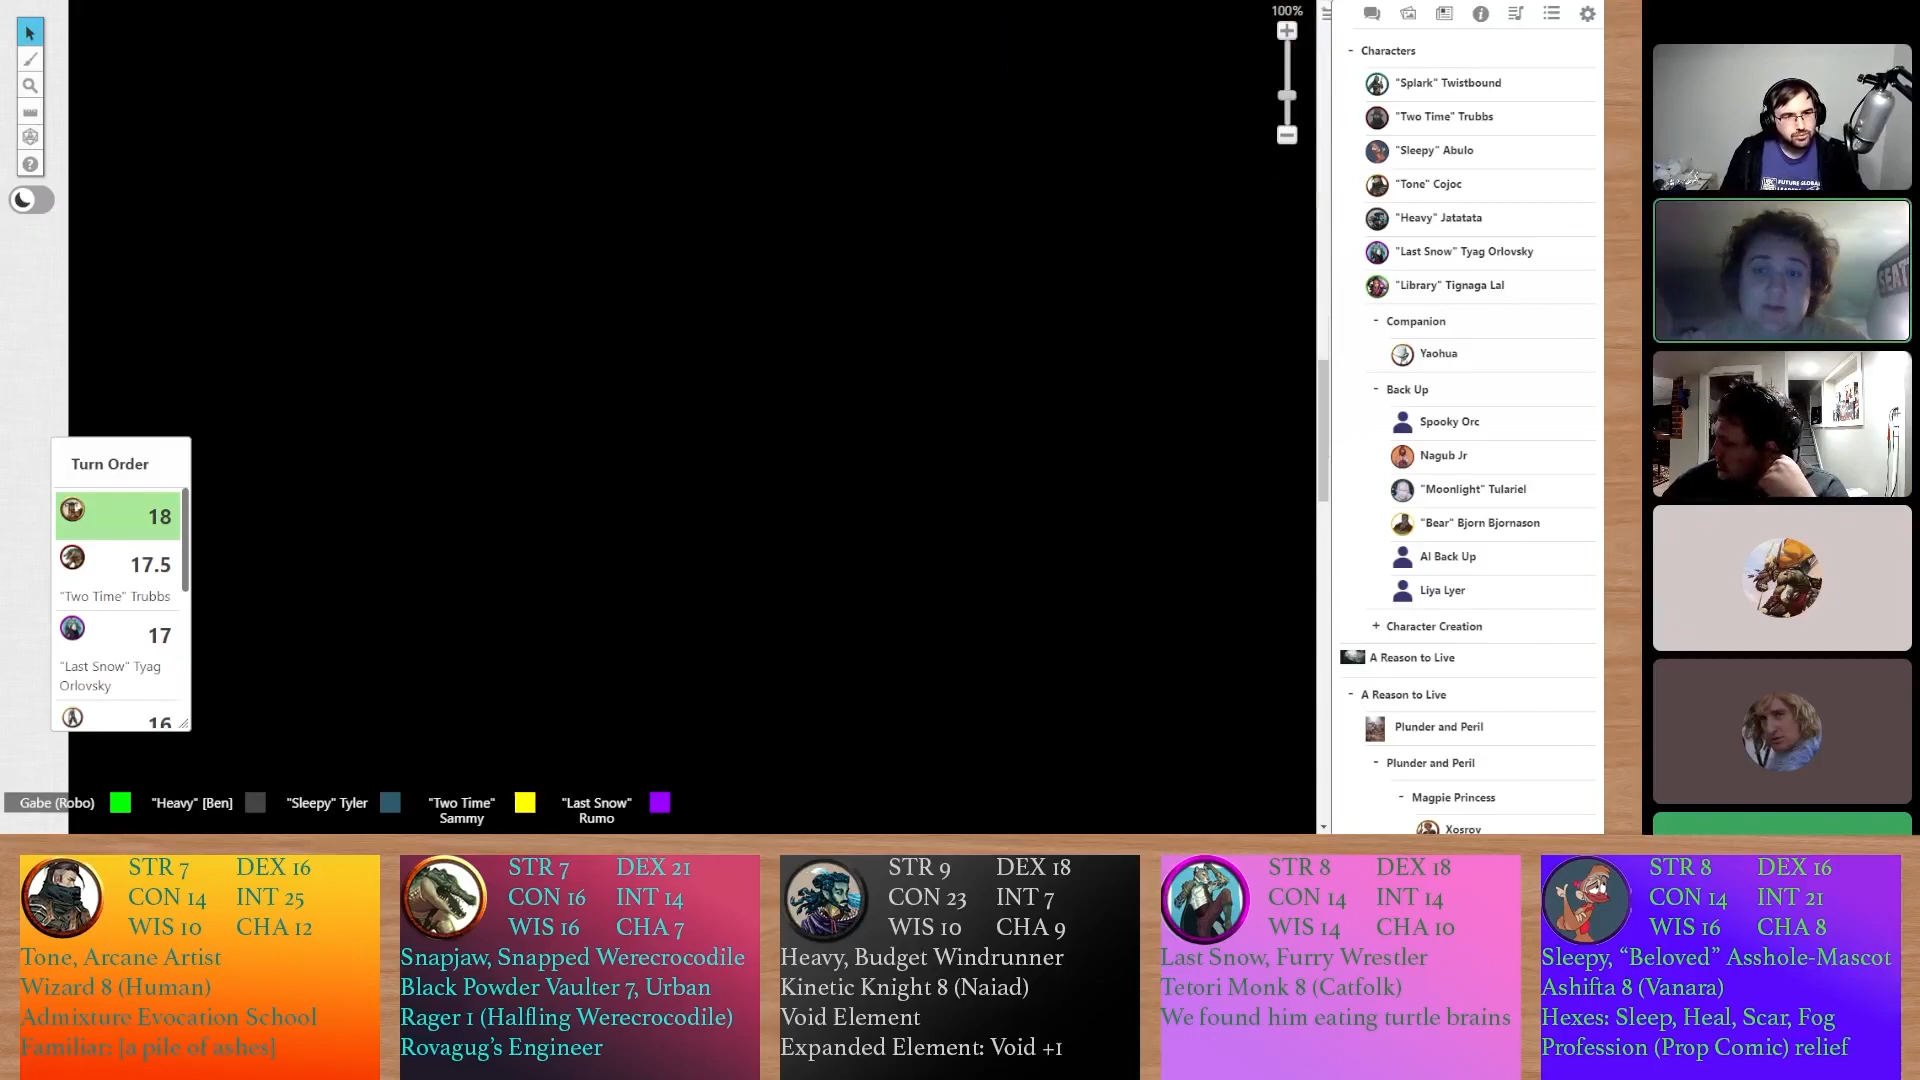 100%
Characters
"Splark" Twistbound
"Two Time" Trubbs
"Sleepy" Abulo
"Tone" Cojoc
"Heavy" Jatatata
"Last Snow" Tyag Orlovsky
"Library" Tignaga Lal
Companion
Yaohua
Back Up
Spooky Orc
Nagub Jr
"Moonlight" Tulariel
"Bear" Bjorn Bjornason
Al Back Up
Liya Lyer
Character Creation
A Reason to Live
A Reason to Live
Plunder and Peril
Plunder and Peril
Magpie Princess
Xosrov
Turn Order
18
17.5
"Two Time" Trubbs
17
"Last Snow" Tyag
Orlovsky
16
Gabe (Robo)
"Heavy" [Ben]
"Sleepy" Tyler
"Two Time"
Sammy
"Last Snow"
Rumo
FUTURE GLOBAL
SEAT
STR 7 DEX 16
CON 14 INT 25
WIS 10 CHA 12
Tone, Arcane Artist
Wizard 8 (Human)
Admixture Evocation School
Familiar: [a pile of ashes]
STR 7 DEX 21
CON 16 INT 14
WIS 16 CHA 7
Snapjaw, Snapped Werecrocodile
Black Powder Vaulter 7, Urban
Rager 1 (Halfling Werecrocodile)
Rovagug's Engineer
STR 9 DEX 18
CON 23 INT 7
WIS 10 CHA 9
Heavy, Budget Windrunner
Kinetic Knight 8 (Naiad)
Void Element
Expanded Element: Void +1
STR 8 DEX 18
CON 14 INT 14
WIS 14 CHA 10
Last Snow, Furry Wrestler
Tetori Monk 8 (Catfolk)
We found him eating turtle brains
STR 8 DEX 16
CON 14 INT 21
WIS 16 CHA 8
Sleepy, “Beloved” Asshole-Mascot
Ashifta 8 (Vanara)
Hexes: Sleep, Heal, Scar, Fog
Profession (Prop Comic) relief